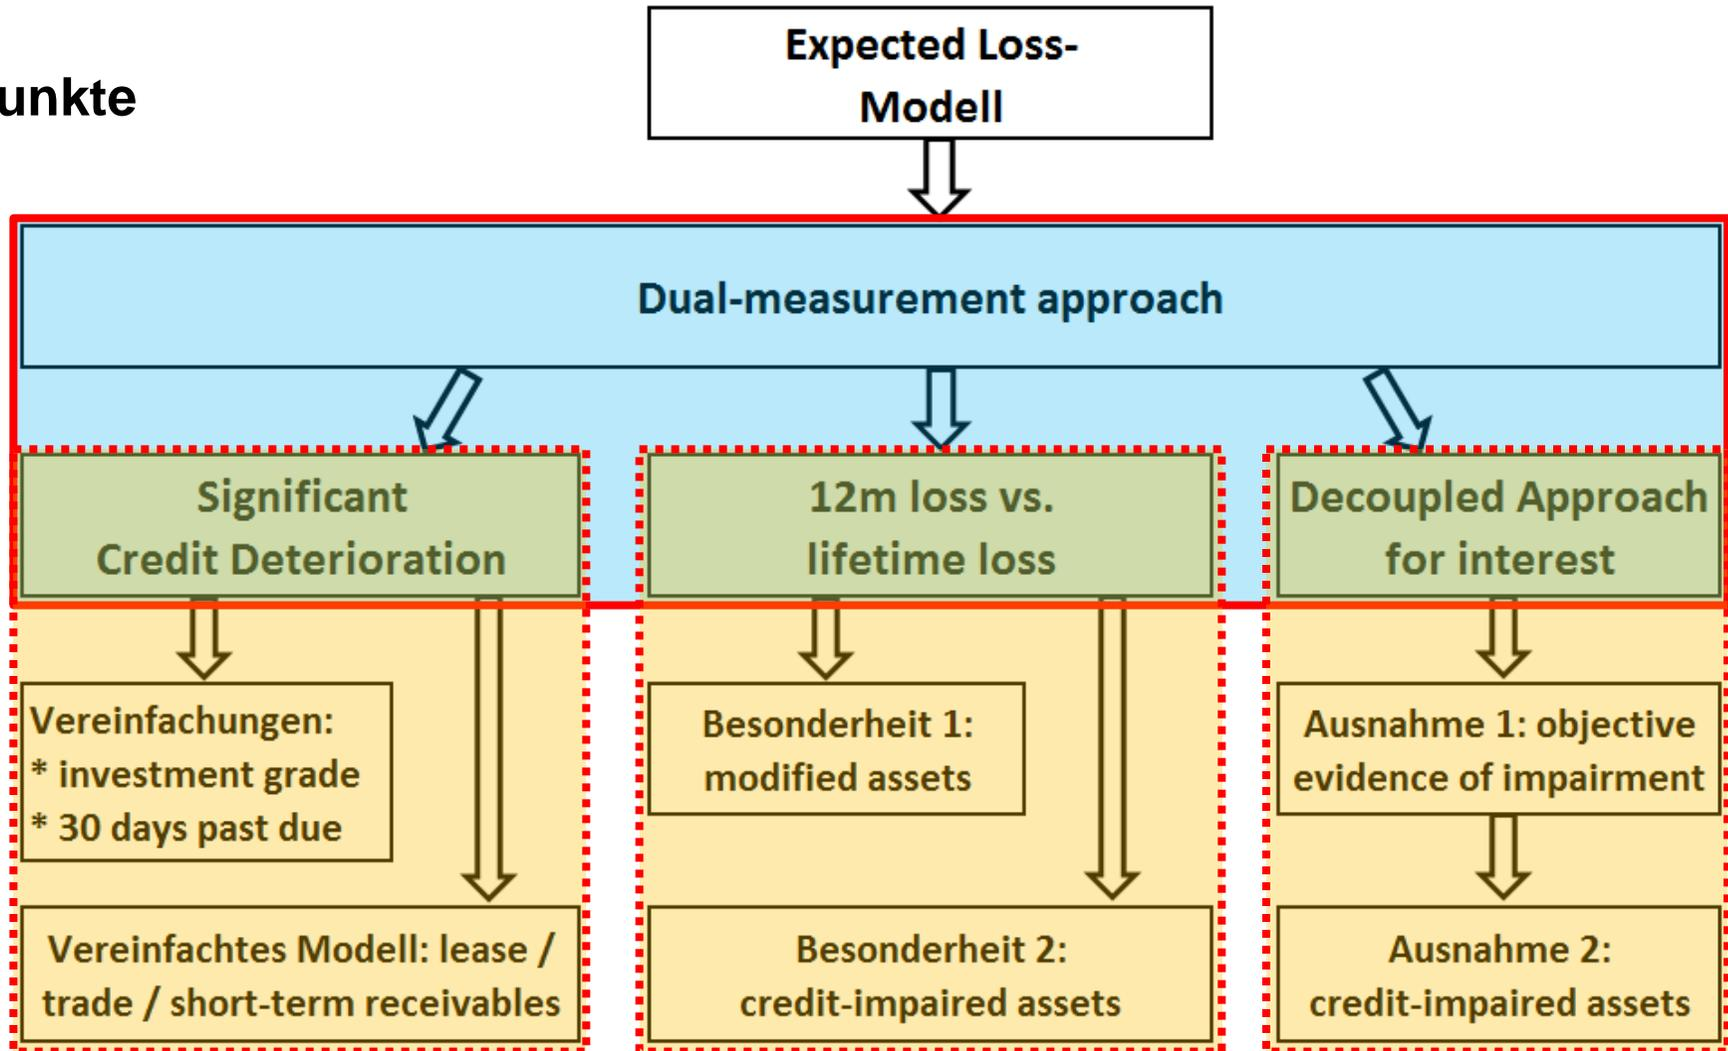 unkte
Expected Loss-
Modell
Dual-measurement approach
Significant
Credit Deterioration
12m loss vs.
lifetime loss
Decoupled Approach
for interest
Vereinfachungen:
* investment grade
* 30 days past due
Vereinfachtes Modell: lease /
trade / short-term receivables
Besonderheit 1:
modified assets
Besonderheit 2:
credit-impaired assets
Ausnahme 1: objective
evidence of impairment
Ausnahme 2:
credit-impaired assets